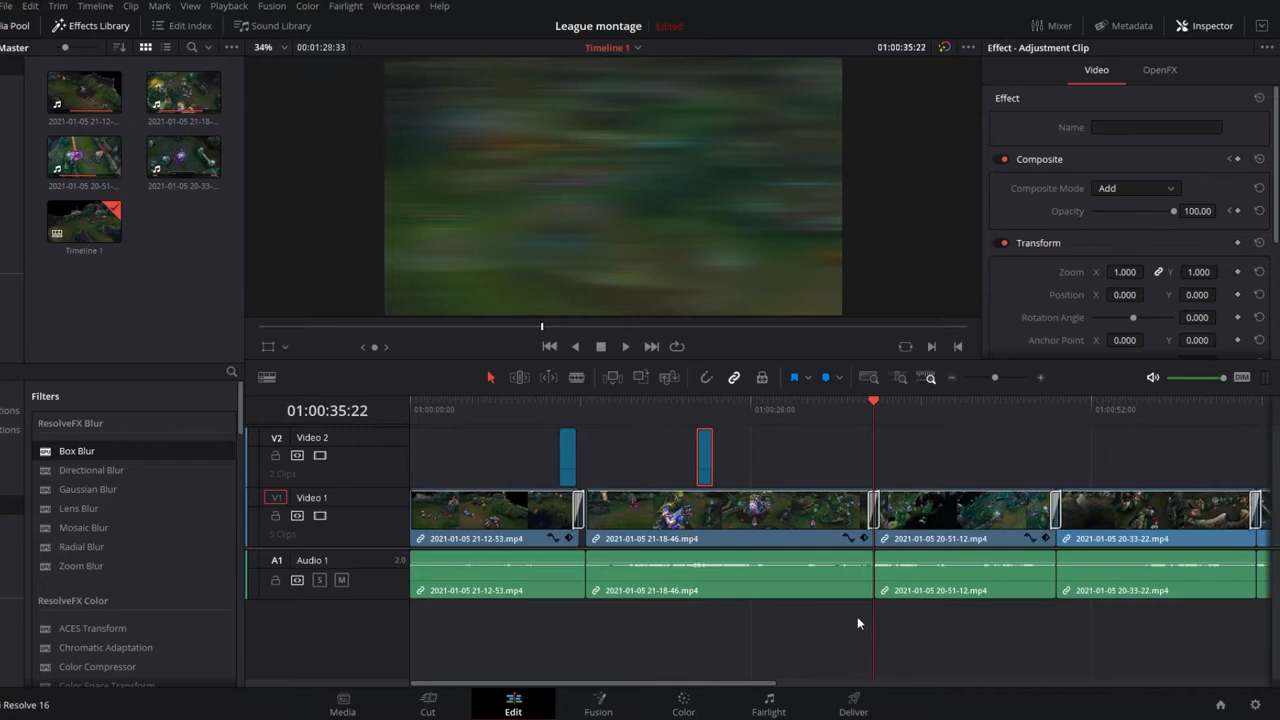 File Edit Trim Timeline Clip Mark View Playback Fusion Color Fairlight Workspace Help
Pool Effects Library Edit Index Sound Library League montage Edited Mixer Metadata Inspector
Master 34% 00:01:28:33 Timeline 1 01:00:35:22 Effect - Adjustment Clip
Video OpenFX
Effect
2021-01-05 21-12-... 2021-01-05 21-18-...
Name
Composite
2021-01-05 20-51-... 2021-01-05 20-33-...
Composite Mode Add
Opacity 100.00
Timeline 1
Transform
Zoom X 1.000 Y 1.000
Position X 0.000 Y 0.000
Rotation Angle 0.000
Anchor Point X 0.000 Y 0.000
DIM
Filters
ResolveFX Blur
Box Blur
Directional Blur
Gaussian Blur
Lens Blur
Mosaic Blur
Radial Blur
Zoom Blur
ResolveFX Color
ACES Transform
Chromatic Adaptation
Color Compressor
Color Space Transform
01:00:35:22 01:00:00:00 01:00:26:00 01:00:52:00
V2 Video 2
2 Clips
V1 Video 1
5 Clips
2021-01-05 21-12-53.mp4 2021-01-05 21-18-46.mp4 2021-01-05 20-51-12.mp4 2021-01-05 20-33-22.mp4
A1 Audio 1 2.0
S M
2021-01-05 21-12-53.mp4 2021-01-05 21-18-46.mp4 2021-01-05 20-51-12.mp4 2021-01-05 20-33-22.mp4
Resolve 16 Media Cut Edit Fusion Color Fairlight Deliver